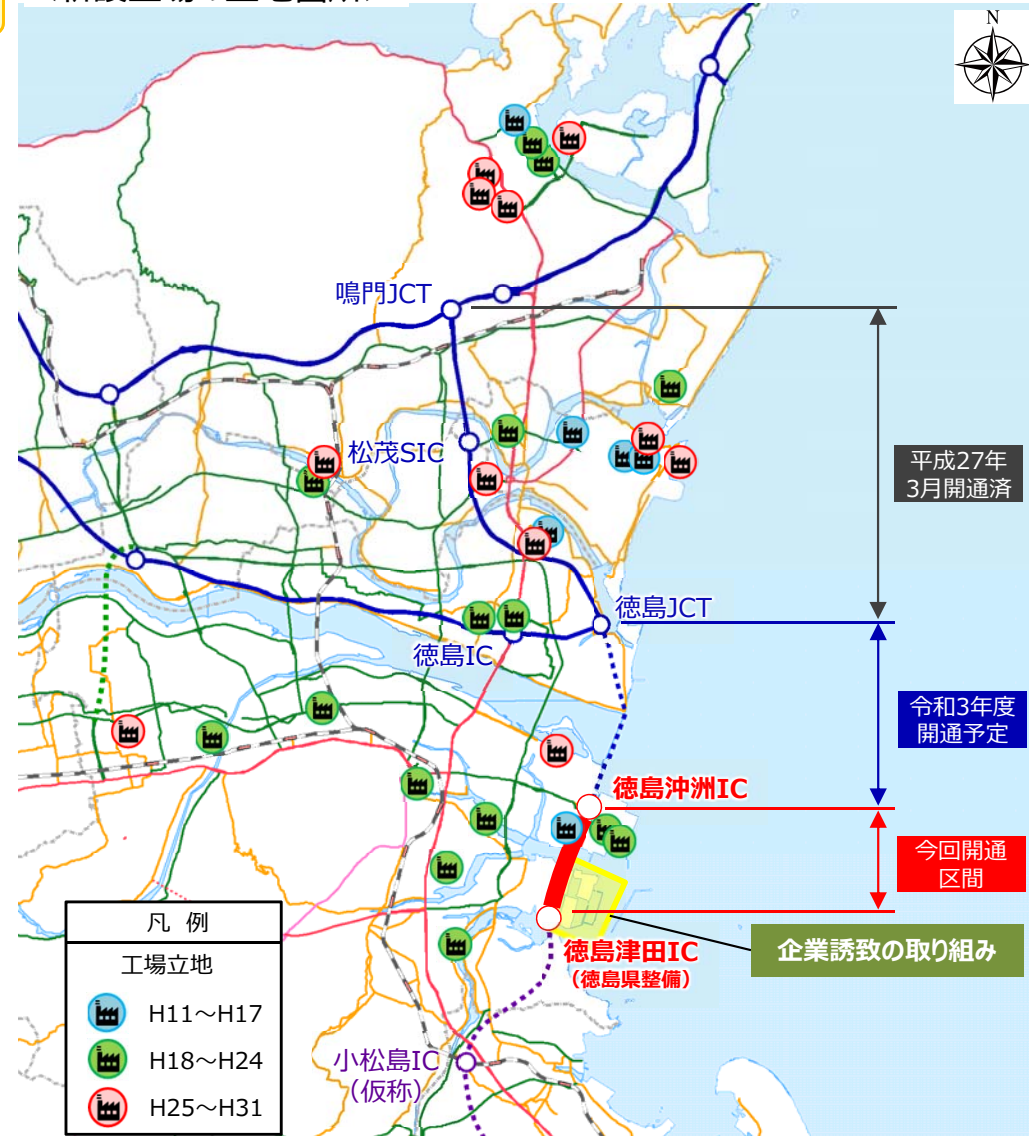 N
鳴門JCT
松茂SIC
平成27年
3月開通済
徳島JCT
徳島IC
令和3年度
開通予定
徳島沖洲IC
今回開通
区間
徳島津田IC
(徳島県整備)
企業誘致の取り組み
小松島IC
(仮称)
凡 例
工場立地
H11～H17
H18～H24
H25～H31